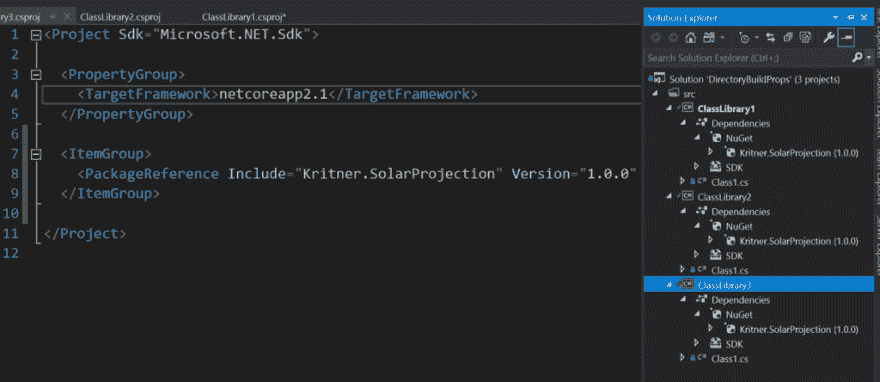 ry3.csproj
ClassLibrary2.csproj
ClassLibrary1.csproj*
1 <Project Sdk="Microsoft.NET.Sdk">
2
3 <PropertyGroup>
4 <TargetFramework>netcoreapp2.1</TargetFramework>
5 </PropertyGroup>
6
7 <ItemGroup>
8 <PackageReference Include="Kritner.SolarProjection" Version="1.0.0"
9 </ItemGroup>
10
11 </Project>
12
Solution Explorer
Search Solution Explorer (Ctrl+;)
Solution 'DirectoryBuildProps' (3 projects)
src
C# ClassLibrary1
Dependencies
NuGet
Kritner.SolarProjection (1.0.0)
SDK
C# Class1.cs
C# ClassLibrary2
Dependencies
NuGet
Kritner.SolarProjection (1.0.0)
SDK
C# Class1.cs
C# ClassLibrary3
Dependencies
NuGet
Kritner.SolarProjection (1.0.0)
SDK
C# Class1.cs